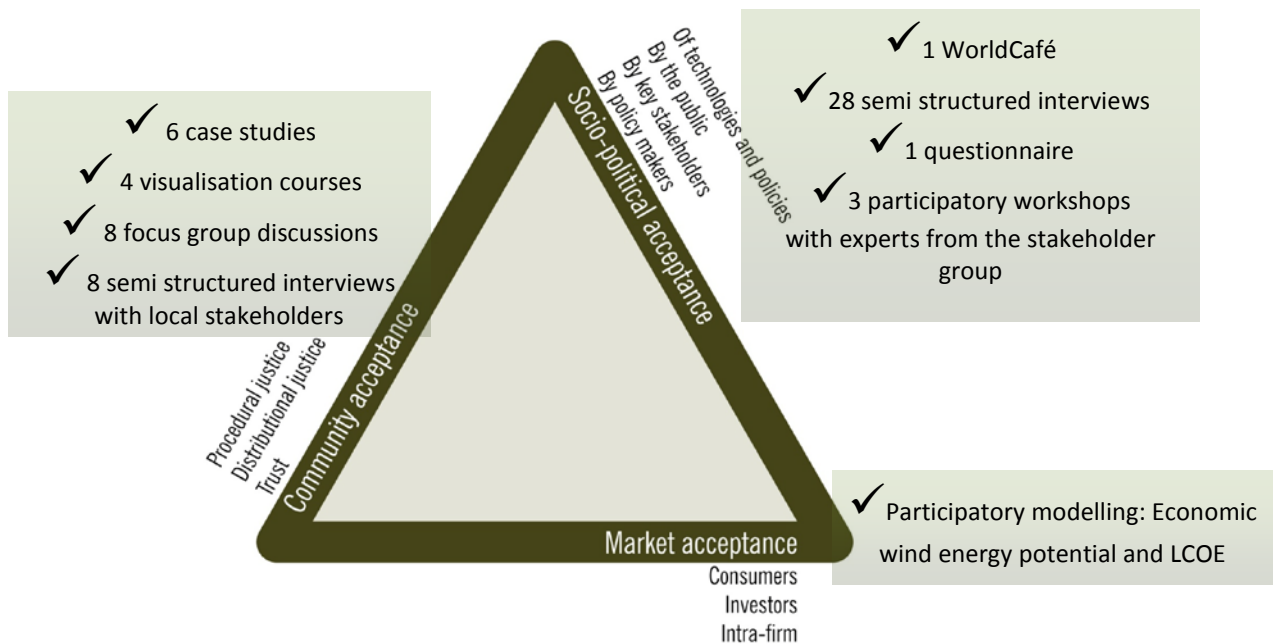 ✓ 6 case studies
✓ 4 visualisation courses
✓ 8 focus group discussions
✓ 8 semi structured interviews
with local stakeholders
Procedural justice
Distributional justice
Trust
Community acceptance
Socio-political acceptance
Of technologies and policies
By the public
By key stakeholders
By policy makers
✓ 1 WorldCafé
✓ 28 semi structured interviews
✓ 1 questionnaire
✓ 3 participatory workshops
with experts from the stakeholder
group
Market acceptance
Consumers
Investors
Intra-firm
✓ Participatory modelling: Economic
wind energy potential and LCOE